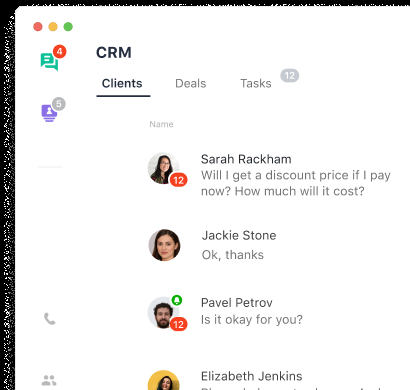 4
CRM
Clients Deals Tasks 12
5
Name
Sarah Rackham
Will I get a discount price if I pay
12
now? How much will it cost?
Jackie Stone
Ok, thanks
Pavel Petrov
Is it okay for you?
12
Elizabeth Jenkins